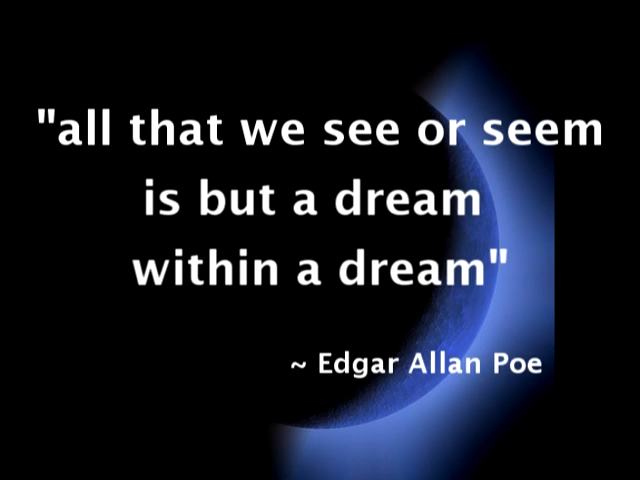 "all that we see or seem
is but a dream
within a dream"
~ Edgar Allan Poe